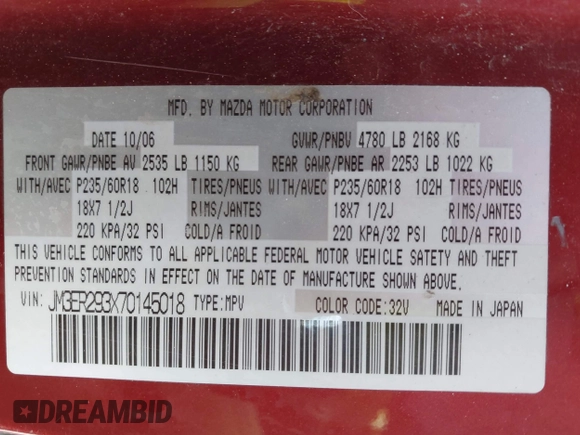 MFD. BY MAZDA MOTOR CORPORATION
DATE 10/06 GVWR/PNBV 4780 LB 2168 KG
FRONT GAWR/PNBE AV 2535 LB 1150 KG REAR GAWR/PNBE AR 2253 LB 1022 KG
WITH/AVEC P235/60R18 102H TIRES/PNEUS WITH/AVEC P235/60R18 102H TIRES/PNEUS
18X7 1/2J RIMS/JANTES 18X7 1/2J RIMS/JANTES
220 KPA/32 PSI COLD/A FROID 220 KPA/32 PSI COLD/A FROID
THIS VEHICLE CONFORMS TO ALL APPLICABLE FEDERAL MOTOR VEHICLE SAFETY AND THEFT
PREVENTION STANDARDS IN EFFECT ON THE DATE OF MANUFACTURE SHOWN ABOVE.
VIN: JM3ER293X70145018 TYPE:MPV COLOR CODE:32V MADE IN JAPAN
DREAMBID